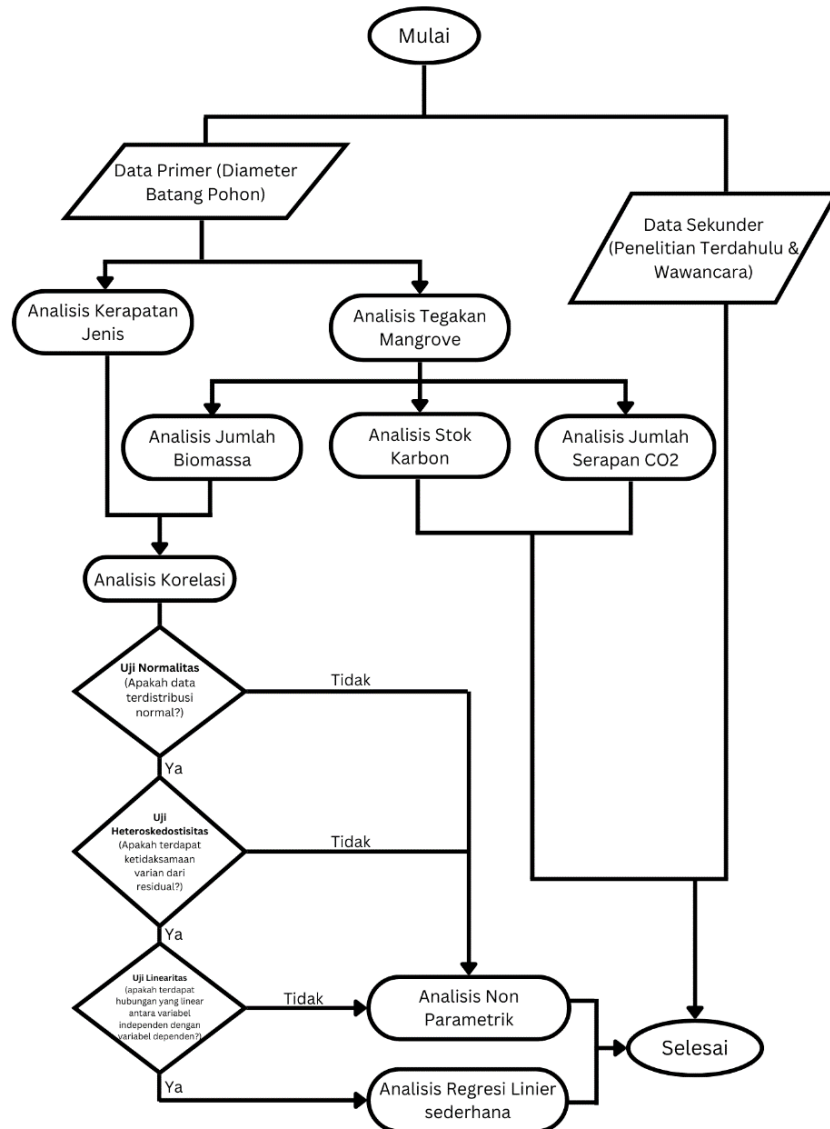 Mulai
Data Primer (Diameter
Batang Pohon)
Data Sekunder
(Penelitian Terdahulu &
Wawancara)
Analisis Kerapatan
Jenis
Analisis Tegakan
Mangrove
Analisis Jumlah
Biomassa
Analisis Stok
Karbon
Analisis Jumlah
Serapan CO2
Analisis Korelasi
Uji Normalitas
(Apakah data
terdistribusi
normal?)
Tidak
Ya
Uji
Heteroskedostisitas
(Apakah terdapat
ketidaksamaan
varian dari
residual?)
Tidak
Ya
Uji Linearitas
(apakah terdapat
hubungan yang linear
antara variabel
independen dengan
variabel dependen?)
Tidak
Analisis Non
Parametrik
Selesai
Ya
Analisis Regresi Linier
sederhana